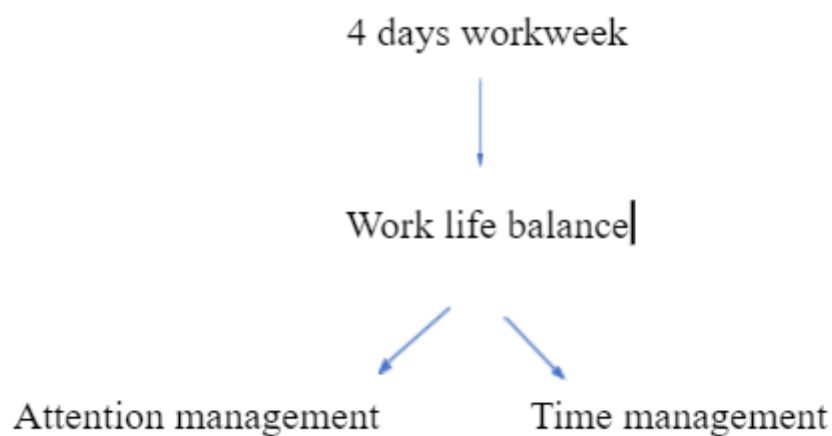 4 days workweek
Work life balance
Attention management
Time management